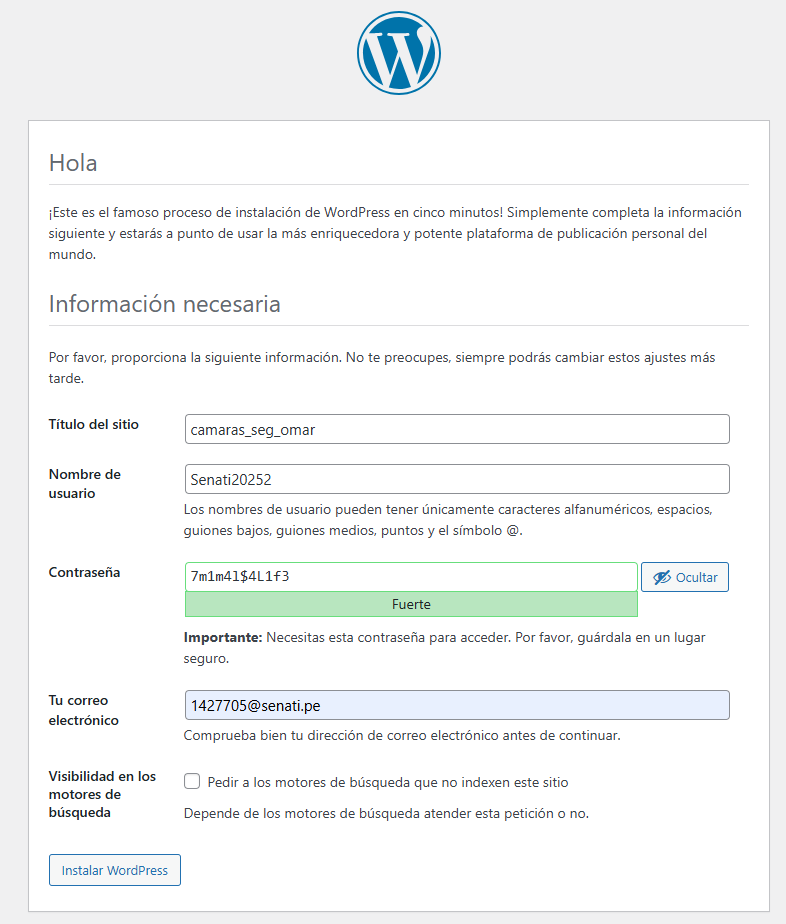 Hola
¡Este es el famoso proceso de instalación de WordPress en cinco minutos! Simplemente completa la información
siguiente y estarás a punto de usar la más enriquecedora y potente plataforma de publicación personal del
mundo.
Información necesaria
Por favor, proporciona la siguiente información. No te preocupes, siempre podrás cambiar estos ajustes más
tarde.
Título del sitio
camaras_seg_omar
Nombre de
usuario
Senati20252
Los nombres de usuario pueden tener únicamente caracteres alfanuméricos, espacios,
guiones bajos, guiones medios, puntos y el símbolo @.
Contraseña
7m1m4l$4L1f3
Ocultar
Fuerte
Importante: Necesitas esta contraseña para acceder. Por favor, guárdala en un lugar
seguro.
Tu correo
electrónico
1427705@senati.pe
Comprueba bien tu dirección de correo electrónico antes de continuar.
Visibilidad en los
motores de
búsqueda
Pedir a los motores de búsqueda que no indexen este sitio
Depende de los motores de búsqueda atender esta petición o no.
Instalar WordPress